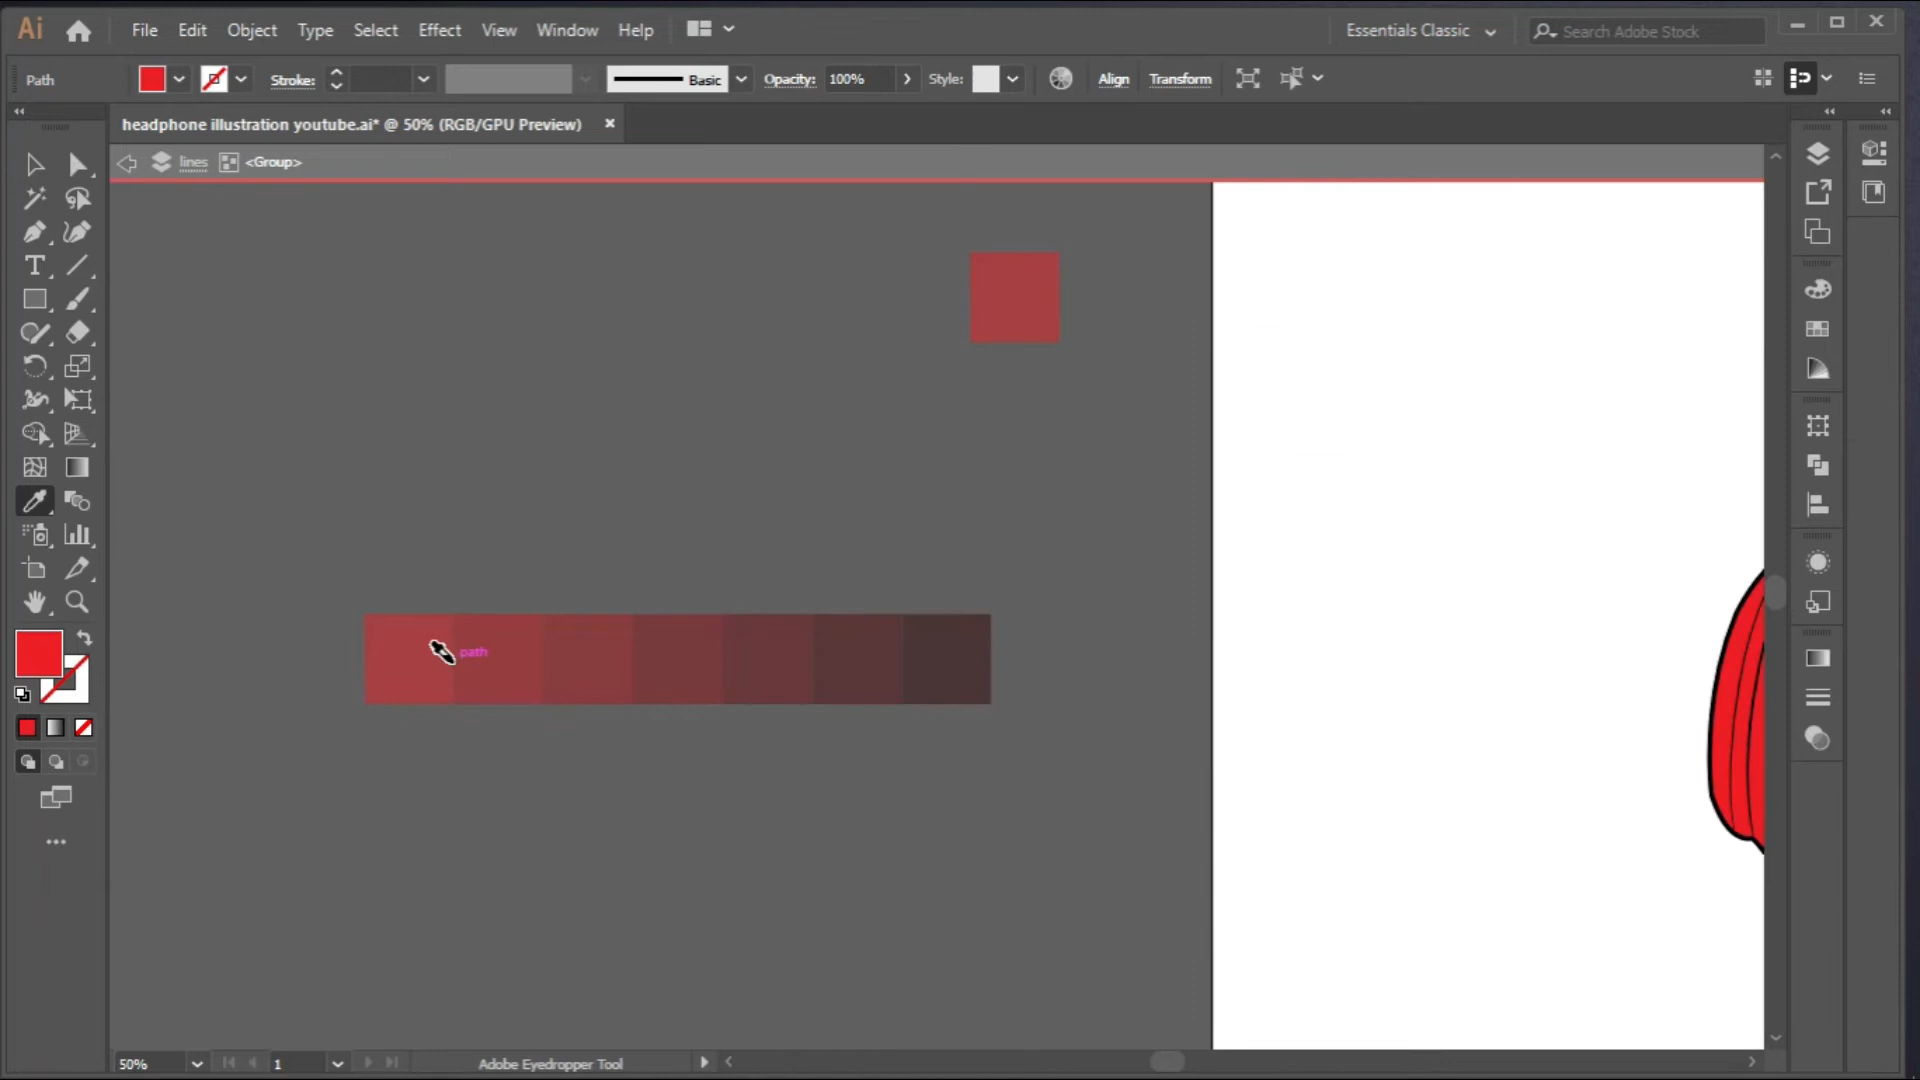 Ai File Edit Object Type Select Effect View Window Help Essentials Classic Search Adobe Stock
Path Stroke: Basic Opacity: 100% Style: Align Transform
headphone illustration youtube.ai* @ 50% (RGB/GPU Preview) ×
lines <Group>
path
50% 1 Adobe Eyedropper Tool